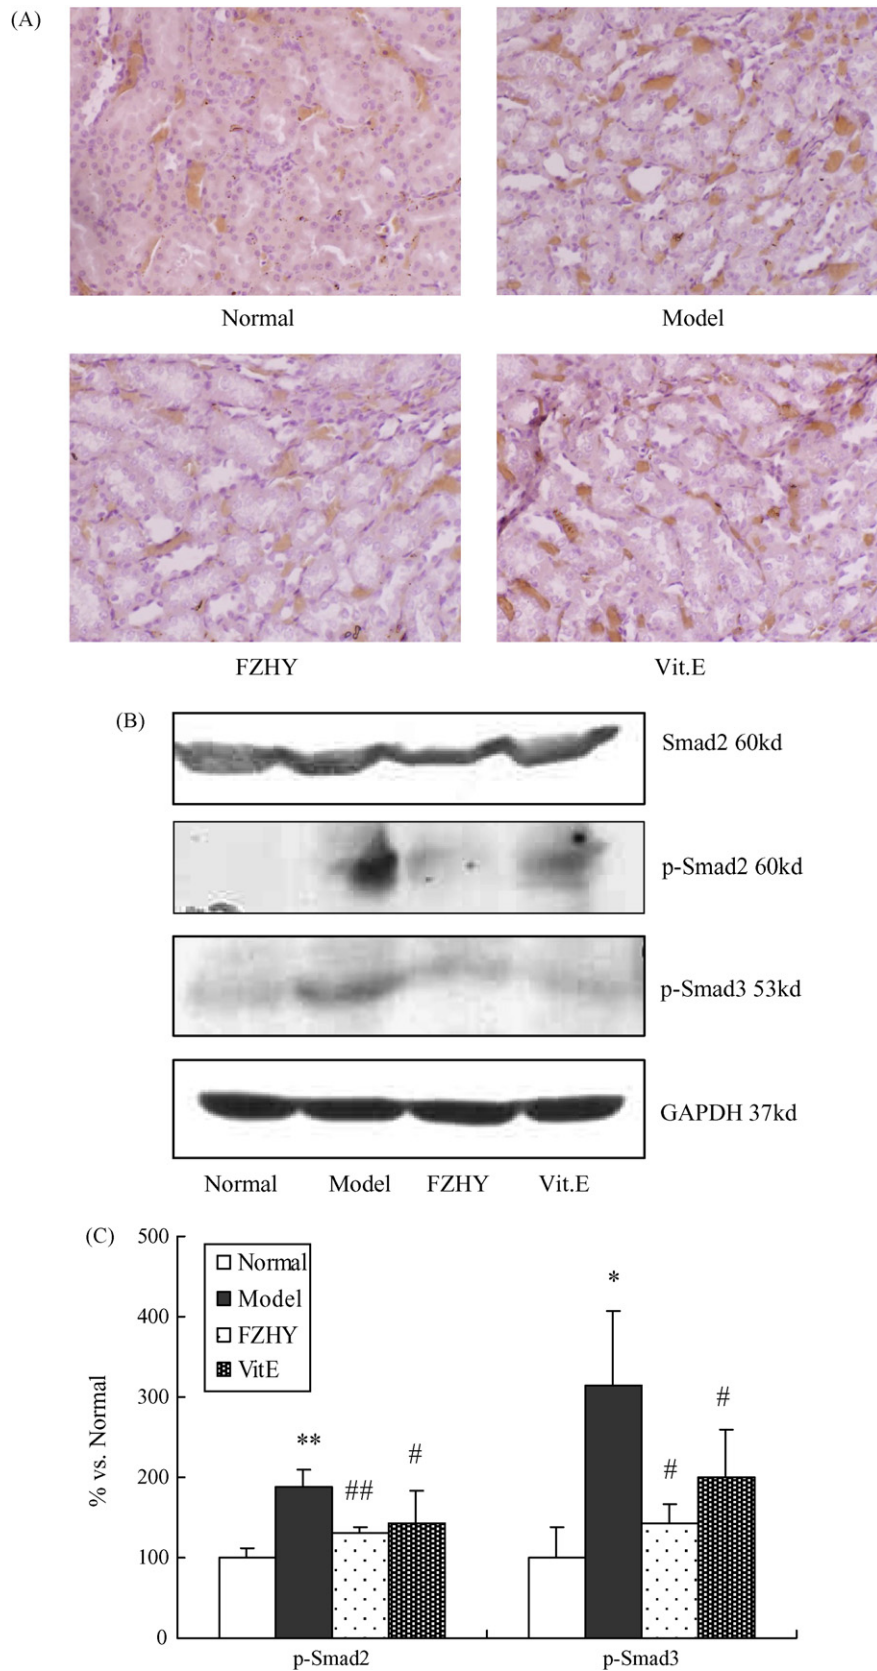 (A)
Normal
Model
FZHY
Vit.E
(B)
Smad2 60kd
p-Smad2 60kd
p-Smad3 53kd
GAPDH 37kd
Normal Model FZHY Vit.E
(C)
% vs. Normal
500
400
300
200
100
0
Normal
Model
FZHY
VitE
**
##
#
*
#
#
p-Smad2
p-Smad3